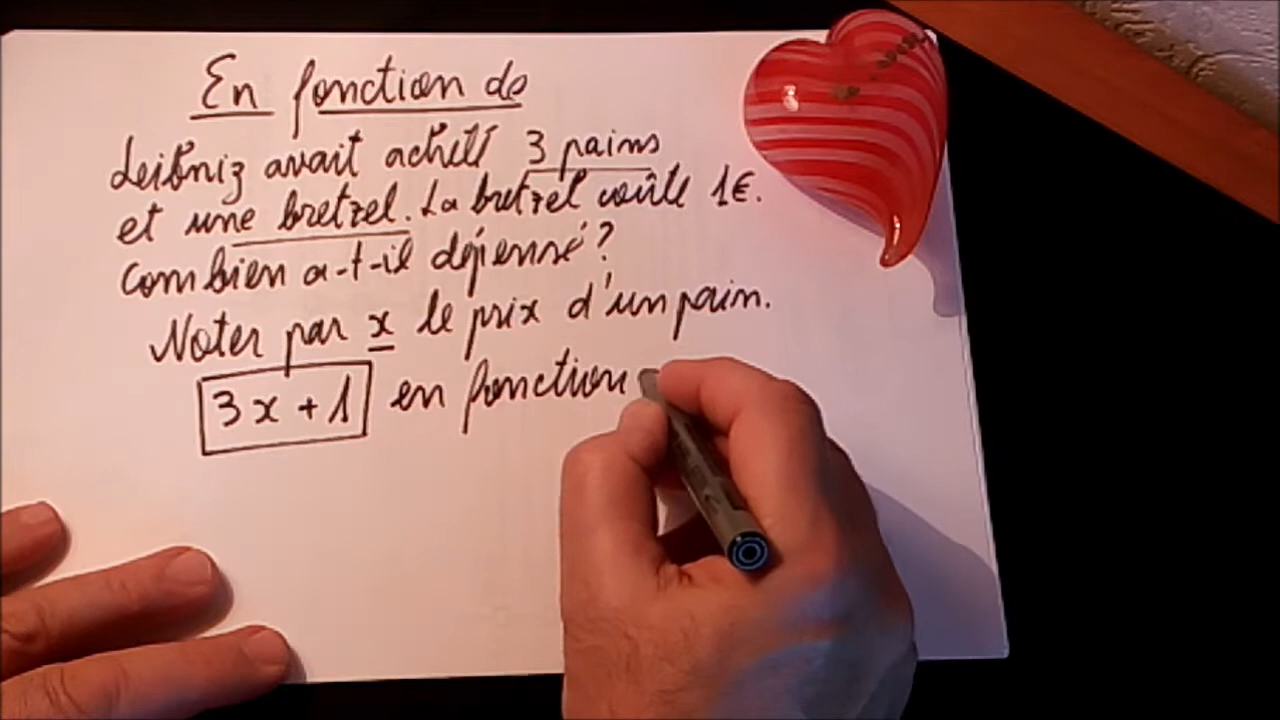 En fonction de
Leibniz avait acheté 3 pains
et une bretzel. La bretzel coûte 1€.
Combien a-t-il dépensé ?
Noter par x le prix d'un pain.
3x + 1 en fonction